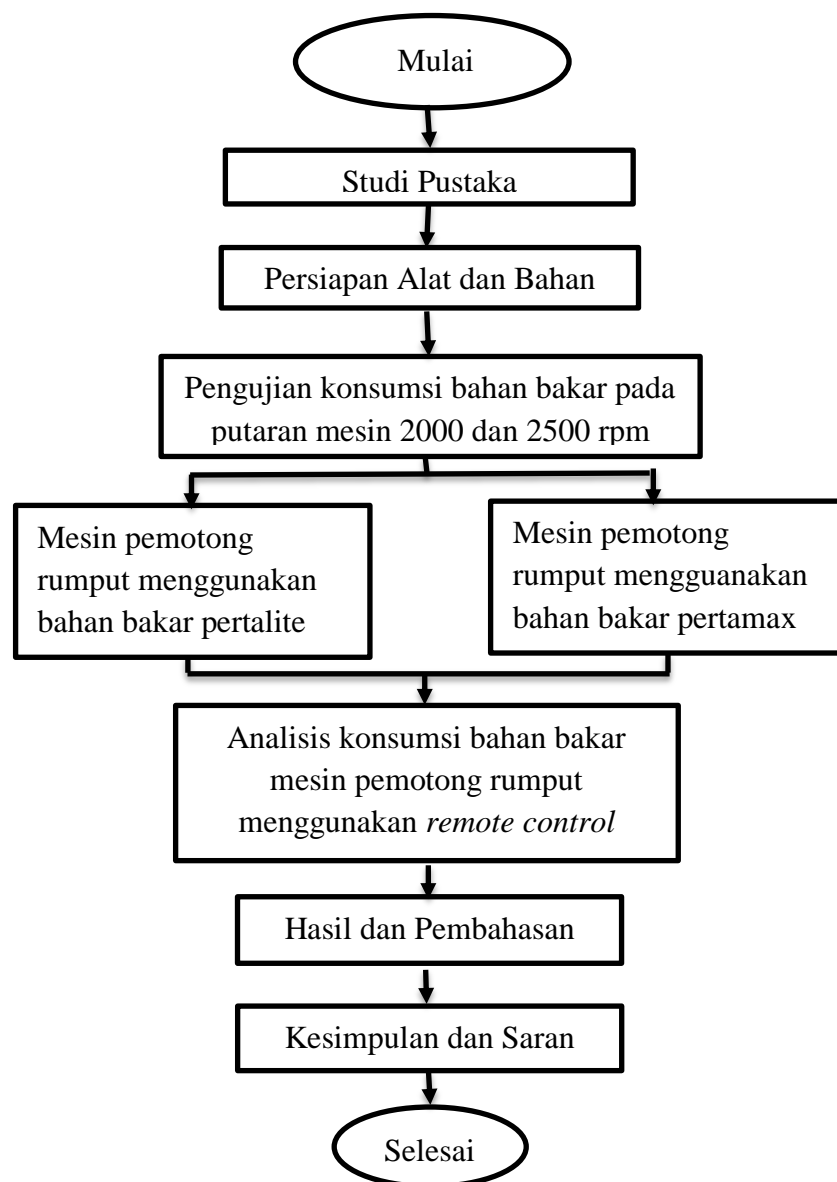 Mulai
Studi Pustaka
Persiapan Alat dan Bahan
Pengujian konsumsi bahan bakar pada
putaran mesin 2000 dan 2500 rpm
Mesin pemotong
rumput menggunakan
bahan bakar pertalite
Mesin pemotong
rumput mengguanakan
bahan bakar pertamax
Analisis konsumsi bahan bakar
mesin pemotong rumput
menggunakan remote control
Hasil dan Pembahasan
Kesimpulan dan Saran
Selesai